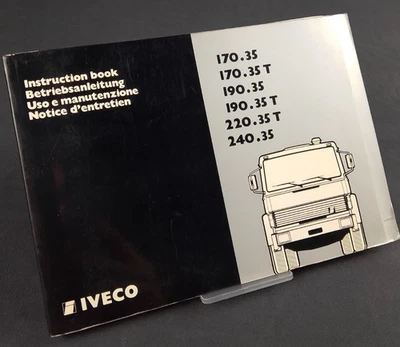 Instruction book
Betriebsanleitung
Uso e manutenzione
Notice d'entretien
170.35
170.35 T
190.35
190.35 T
220.35 T
240.35
IVECO